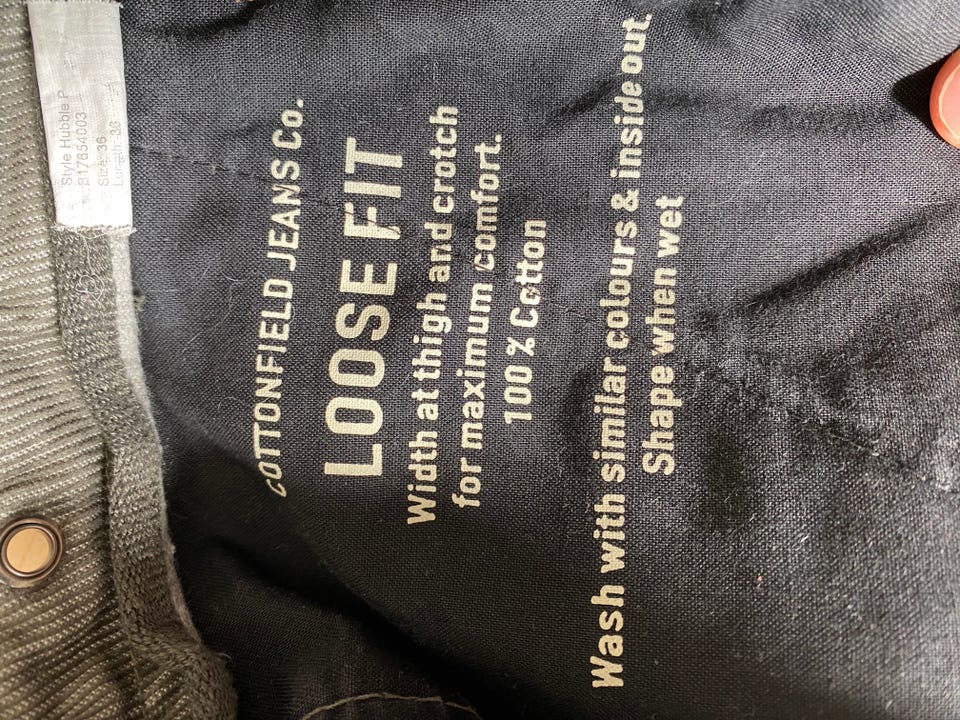 Style Hubble P
817654003
Size: 36
Length: 36
COTTONFIELD JEANS Co.
LOOSE FIT
Width at thigh and crotch
for maximum comfort.
100 % Cotton
Wash with similar colours & inside out.
Shape when wet